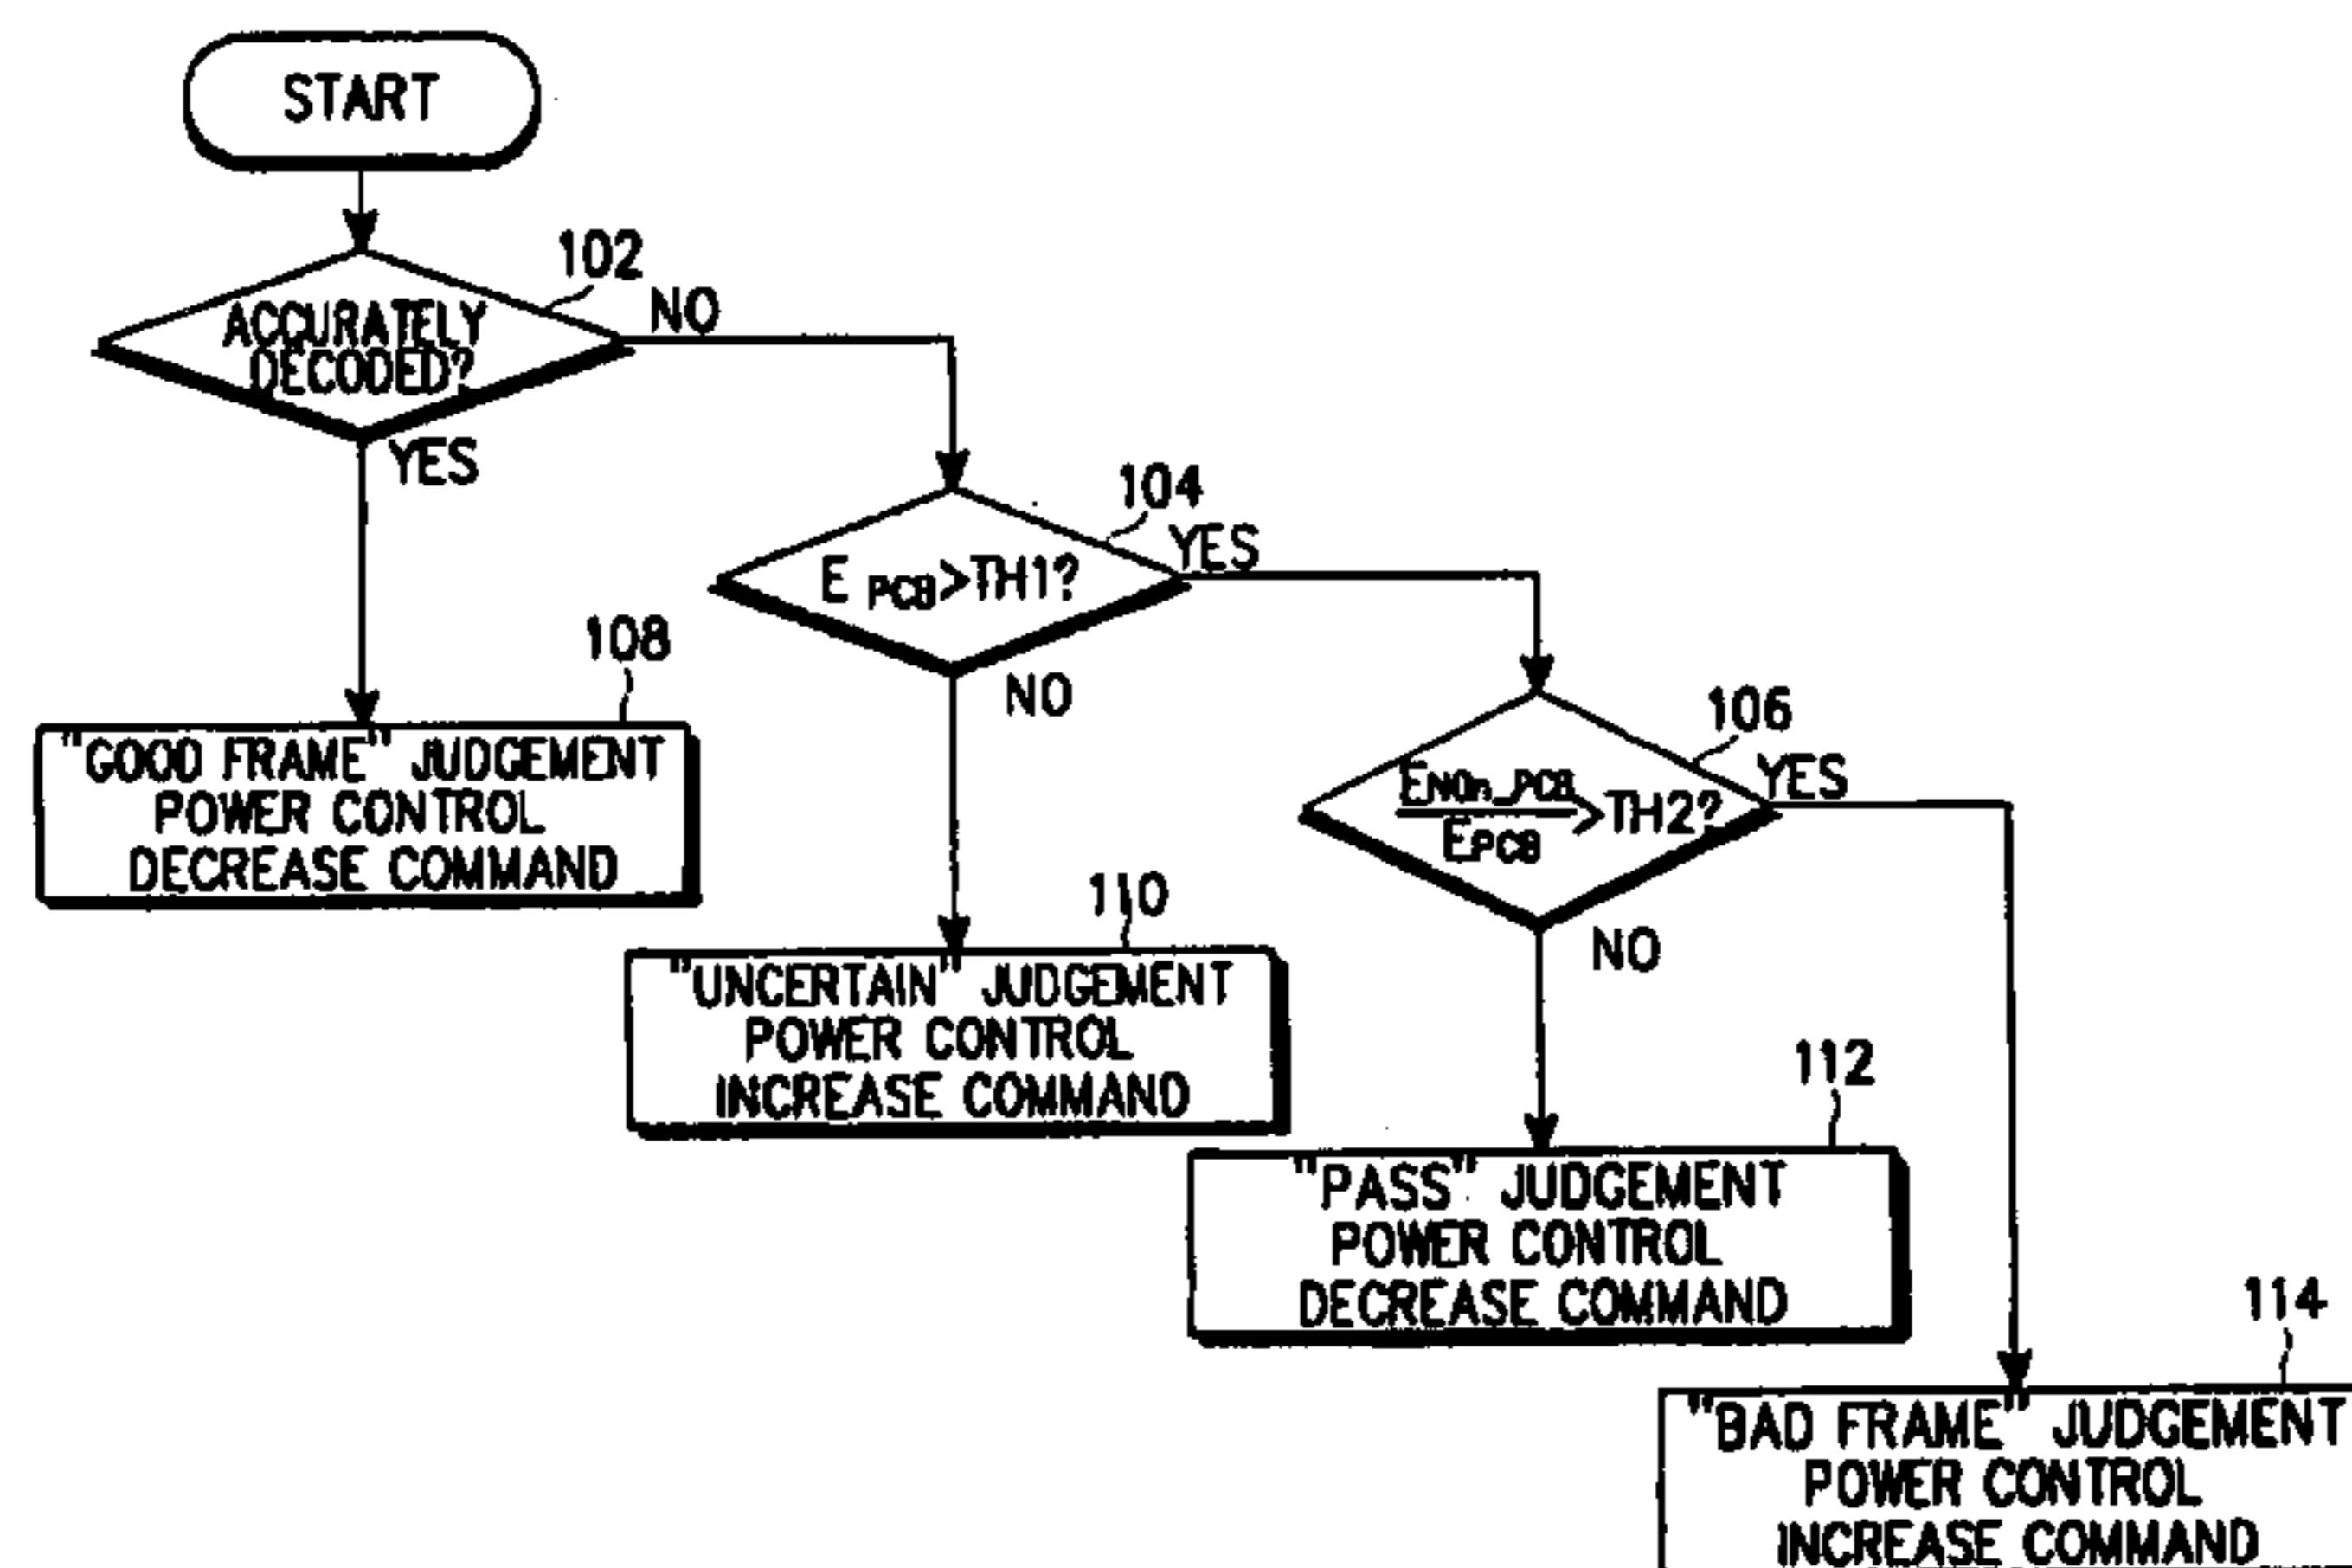 START
102
NO
ACCURATELY
DECODED?
YES
104
YES
E PCB>TH1?
NO
108
"GOOD FRAME" JUDGEMENT
POWER CONTROL
DECREASE COMMAND
106
YES
ENOn_PCB
>TH2?
EPCB
NO
110
"UNCERTAIN" JUDGEMENT
POWER CONTROL
INCREASE COMMAND
112
"PASS" JUDGEMENT
POWER CONTROL
DECREASE COMMAND
114
"BAD FRAME" JUDGEMENT
POWER CONTROL
INCREASE COMMAND